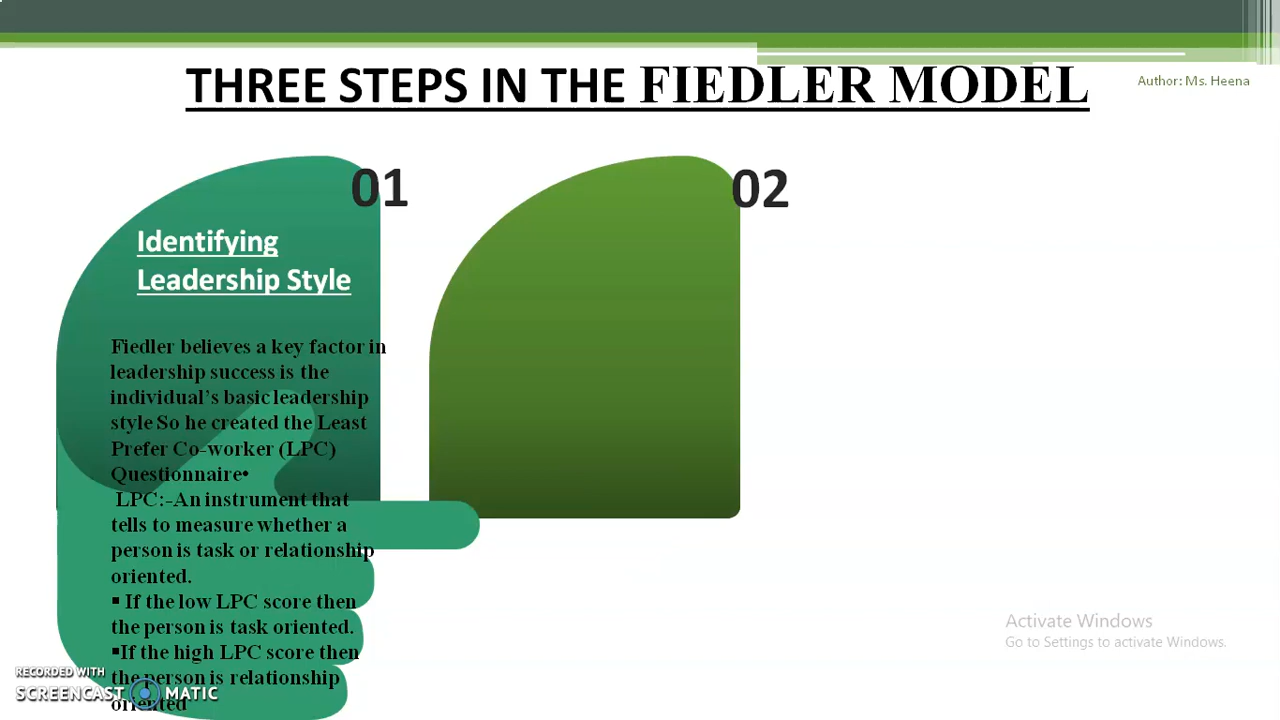 THREE STEPS IN THE FIEDLER MODEL
Author: Ms. Heena
01
Identifying
Leadership Style
Fiedler believes a key factor in
leadership success is the
individual’s basic leadership
style So he created the Least
Prefer Co-worker (LPC)
Questionnaire•
LPC:-An instrument that
tells to measure whether a
person is task or relationship
oriented.
▪ If the low LPC score then
the person is task oriented.
▪If the high LPC score then
the person is relationship
oriented
02
Activate Windows
Go to Settings to activate Windows.
RECORDED WITH
SCREENCAST MATIC